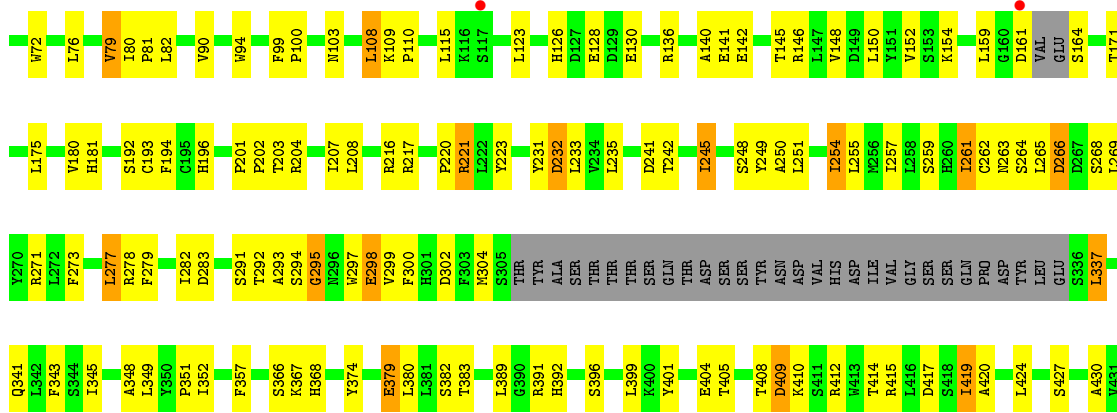 W72 L76 V79 I80 P81 L82 V90 W94 F99 P100 N103 L108 K109 P110 L115 K116 S117 L123 H126 D127 E128 D129 E130 R136 A140 E141 E142 T145 R146 L147 V148 D149 L150 Y151 V152 S153 K154 L159 G160 D161 VAL GLU S164 T171
L175 V180 H181 S192 C193 F194 C195 H196 P201 P202 T203 R204 I207 L208 R216 R217 P220 R221 L222 Y223 Y231 D232 L233 V234 L235 D241 T242 I245 S248 Y249 A250 L251 I254 L255 M256 I257 L258 S259 H260 I261 C262 N263 S264 L265 D266 D267 S268 L269
Y270 R271 L272 F273 L277 R278 F279 I282 D283 S291 T292 A293 S294 G295 N296 W297 E298 V299 F300 H301 D302 F303 M304 S305 THR TYR ALA SER THR THR THR SER GLN THR THR ASP SER SER TYR ASN ASP VAL HIS ASP ILE VAL GLY SER SER GLN PRO ASP TYR LEU GLU S336 L337
Q341 L342 F343 S344 I345 A348 L349 Y350 P351 I352 F357 S366 K367 H368 Y374 E379 L380 L381 S382 T383 L389 G390 R391 H392 S396 L399 K400 Y401 E404 T405 T408 D409 K410 S411 R412 W413 T414 R415 L416 D417 S418 I419 A420 L424 S427 A430 V431